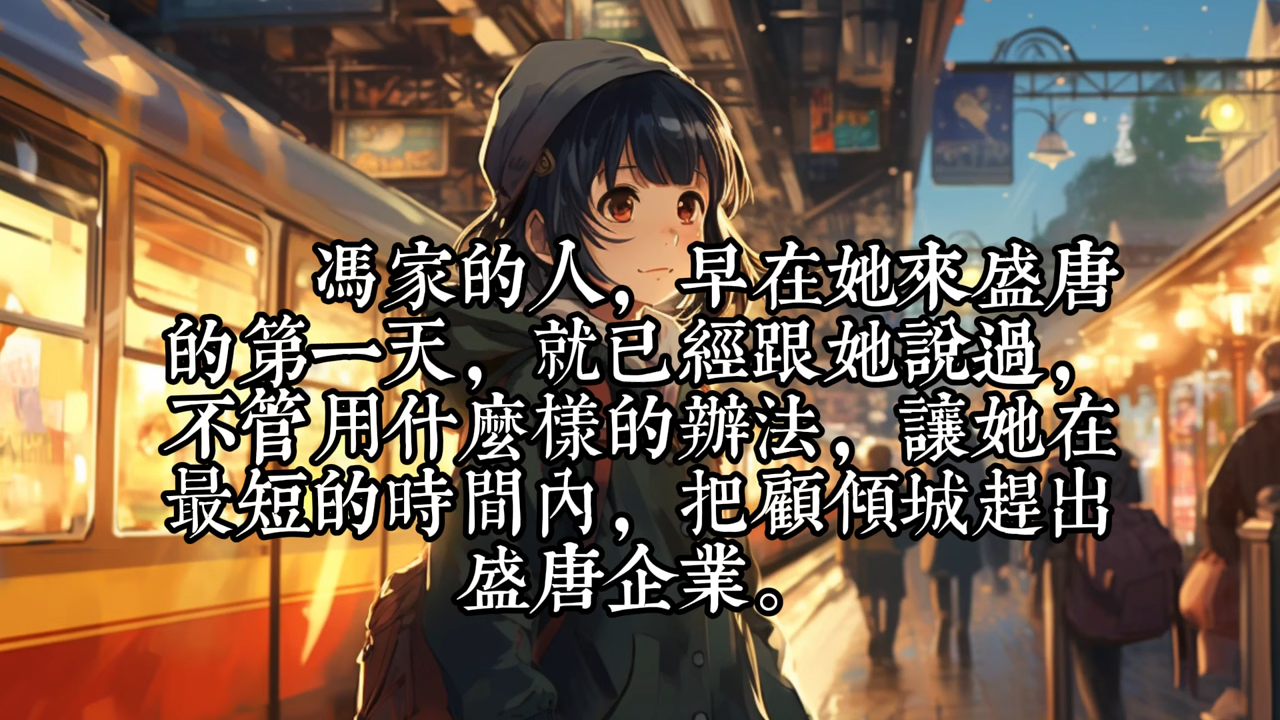 馮家的人，早在她來盛唐
的第一天，就已經跟她說過，
不管用什麼樣的辦法，讓她在
最短的時間內，把顧傾城趕出
盛唐企業。